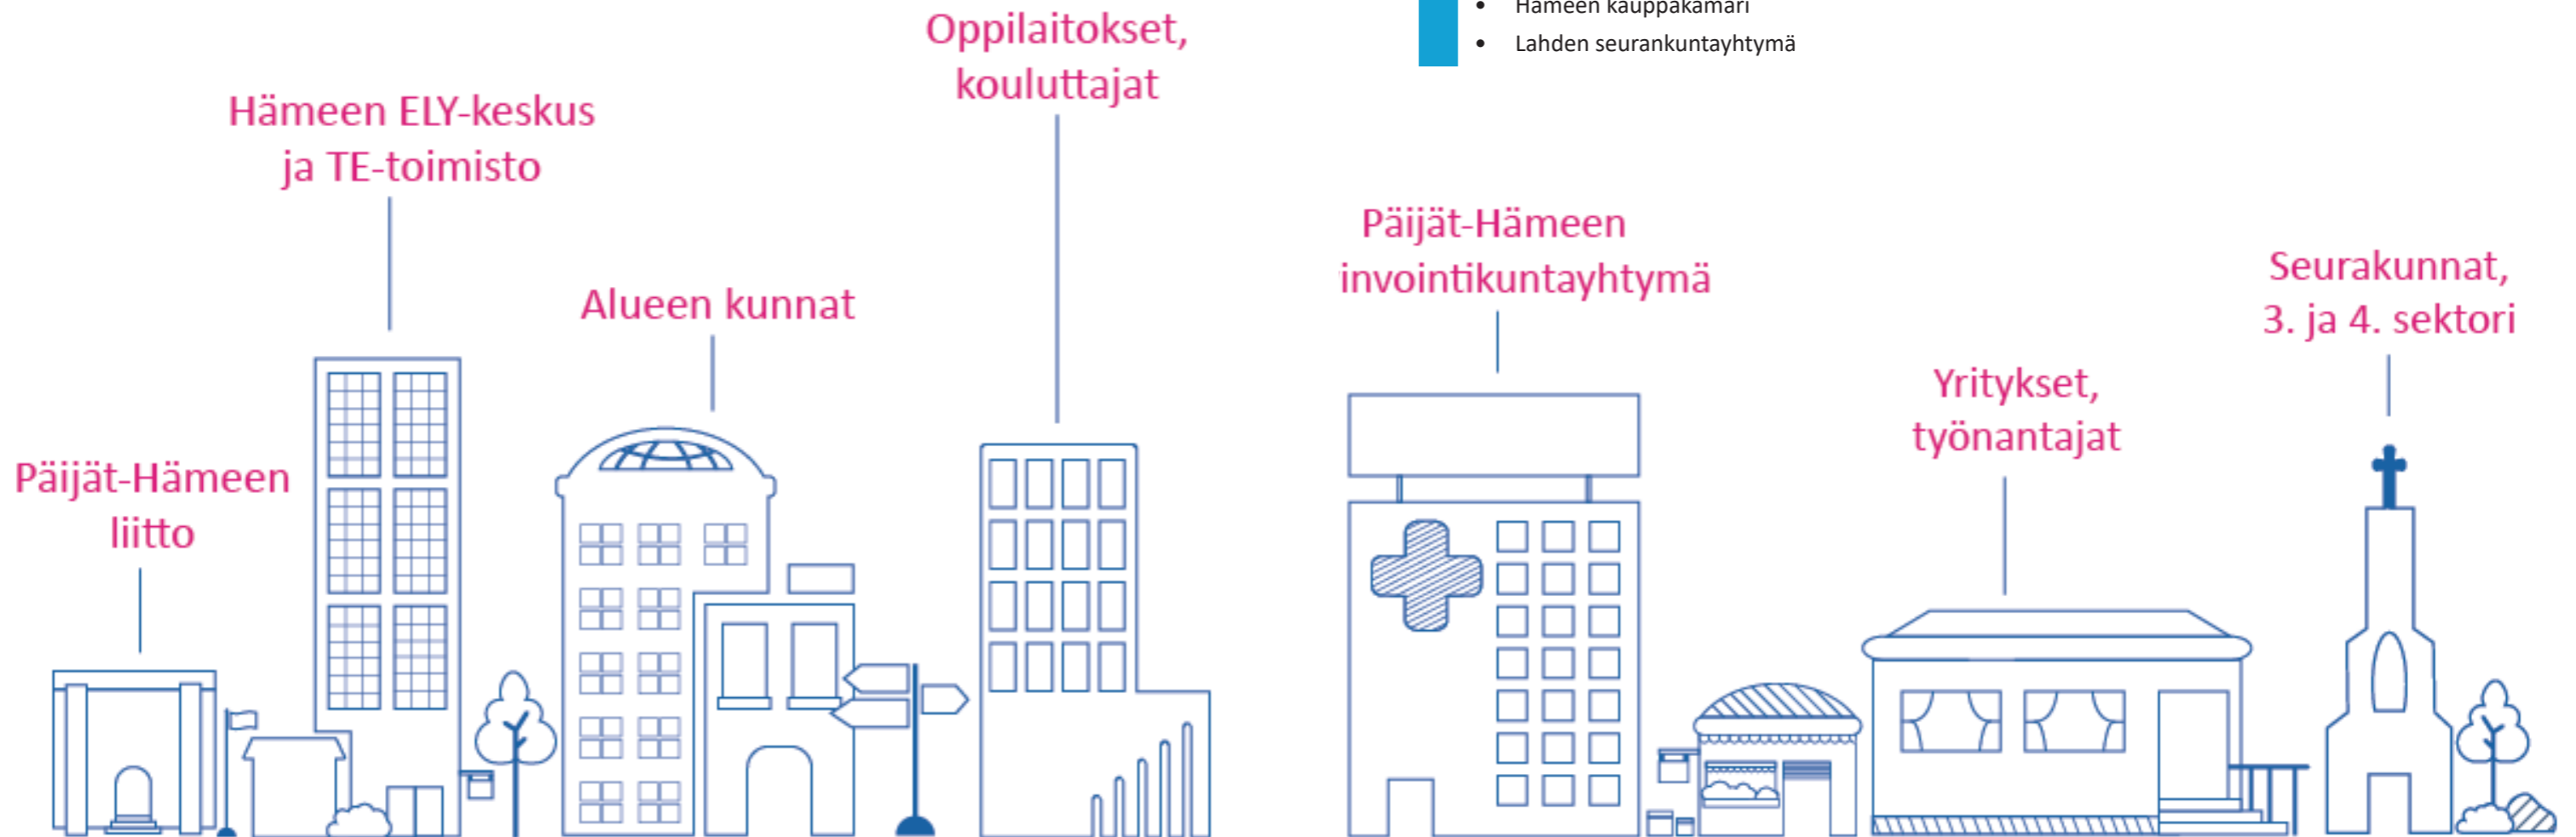 Hämeen kauppakamari
Lahden seurankuntayhtymä
Oppilaitokset,
kouluttajat
Hämeen ELY-keskus
ja TE-toimisto
Päijät-Hämeen
invointikuntayhtymä
Alueen kunnat
Seurakunnat,
3. ja 4. sektori
Yritykset,
työnantajat
Päijät-Hämeen
liitto